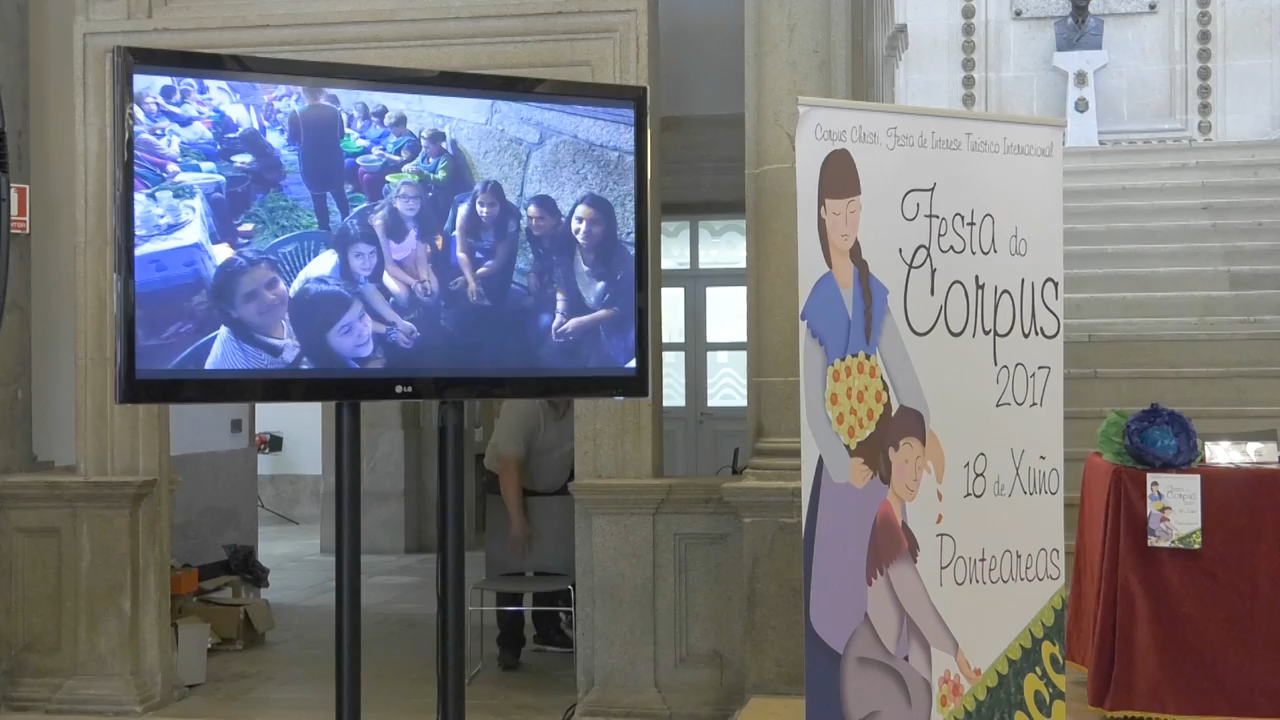 Corpus Christi, Festa de Interese Turístico Internacional
Festa do
Corpus
2017
18 de Xuño
Ponteareas
LG